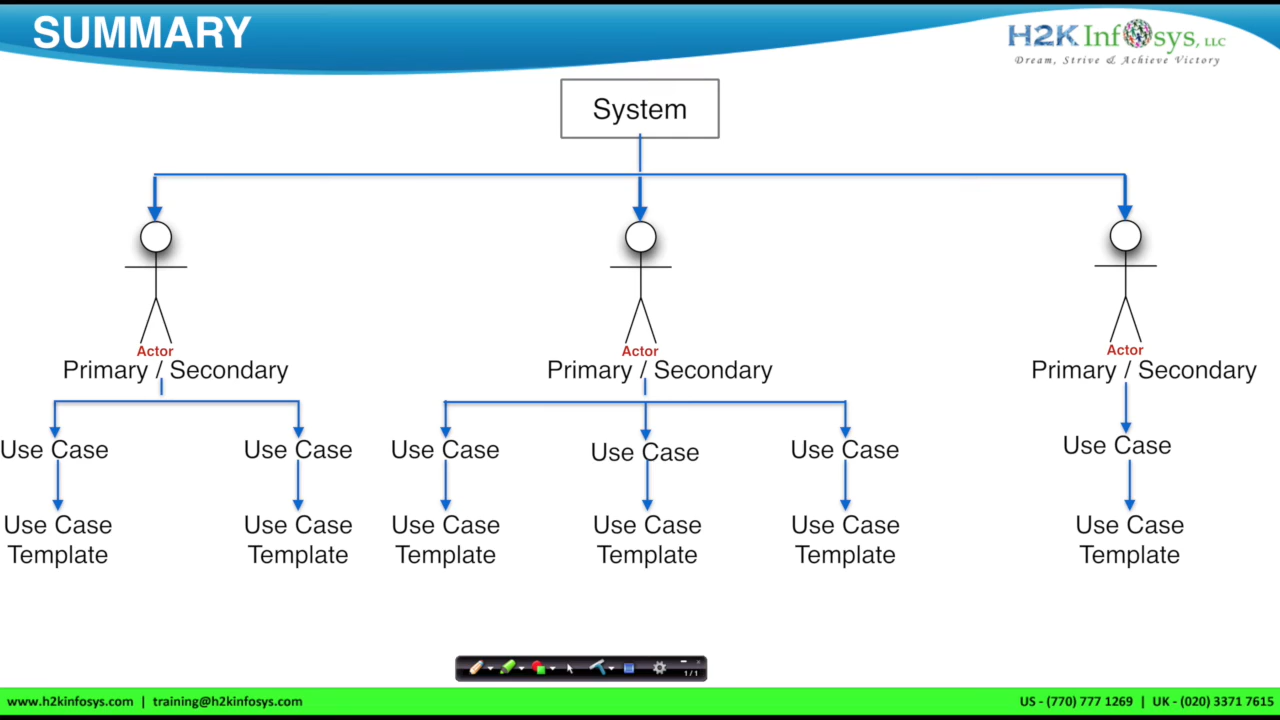 SUMMARY
H2K Infosys, LLC
Dream, Strive & Achieve Victory
System
Actor Actor Actor
Primary / Secondary Primary / Secondary Primary / Secondary
Use Case Use Case Use Case Use Case Use Case Use Case
Use Case Use Case Use Case Use Case Use Case Use Case
Template Template Template Template Template Template
1/1
www.h2kinfosys.com | training@h2kinfosys.com US - (770) 777 1269 | UK - (020) 3371 7615